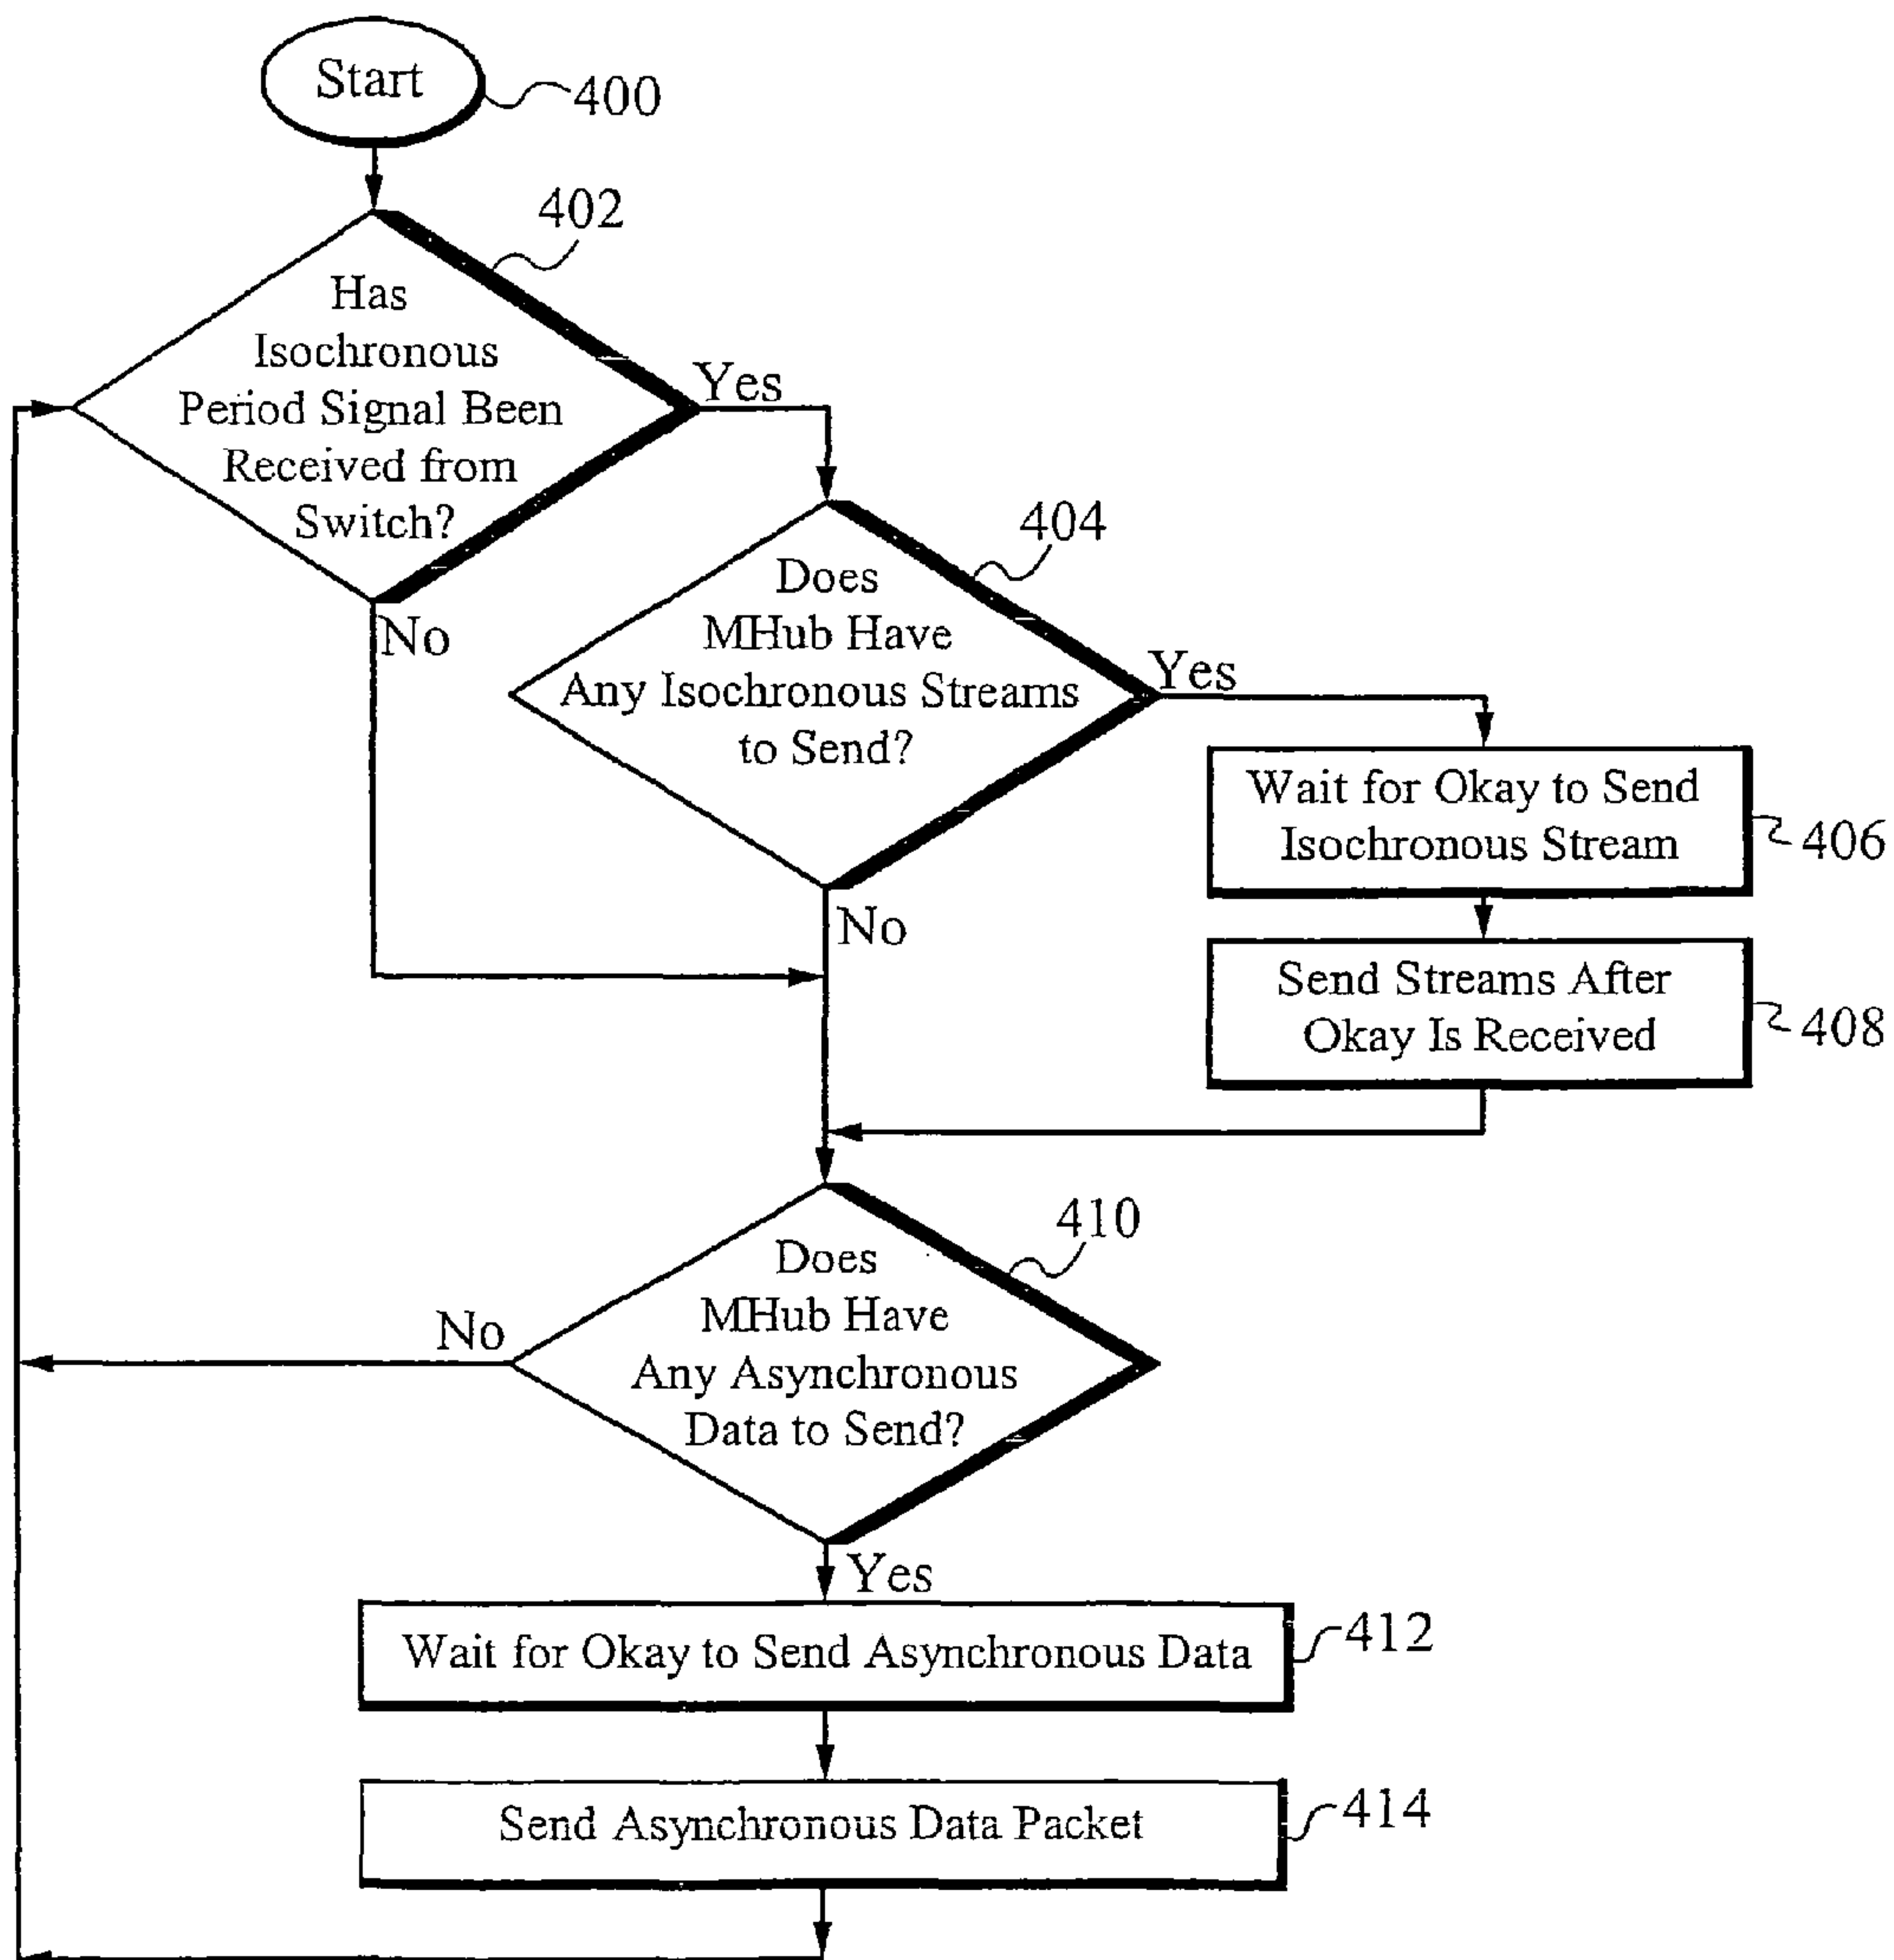 Start
400
402
Has
Isochronous
Period Signal Been
Received from
Switch?
Yes
No
404
Does
MHub Have
Any Isochronous Streams
to Send?
Yes
No
Wait for Okay to Send
Isochronous Stream
406
Send Streams After
Okay Is Received
408
410
Does
MHub Have
Any Asynchronous
Data to Send?
No
Yes
Wait for Okay to Send Asynchronous Data
412
Send Asynchronous Data Packet
414